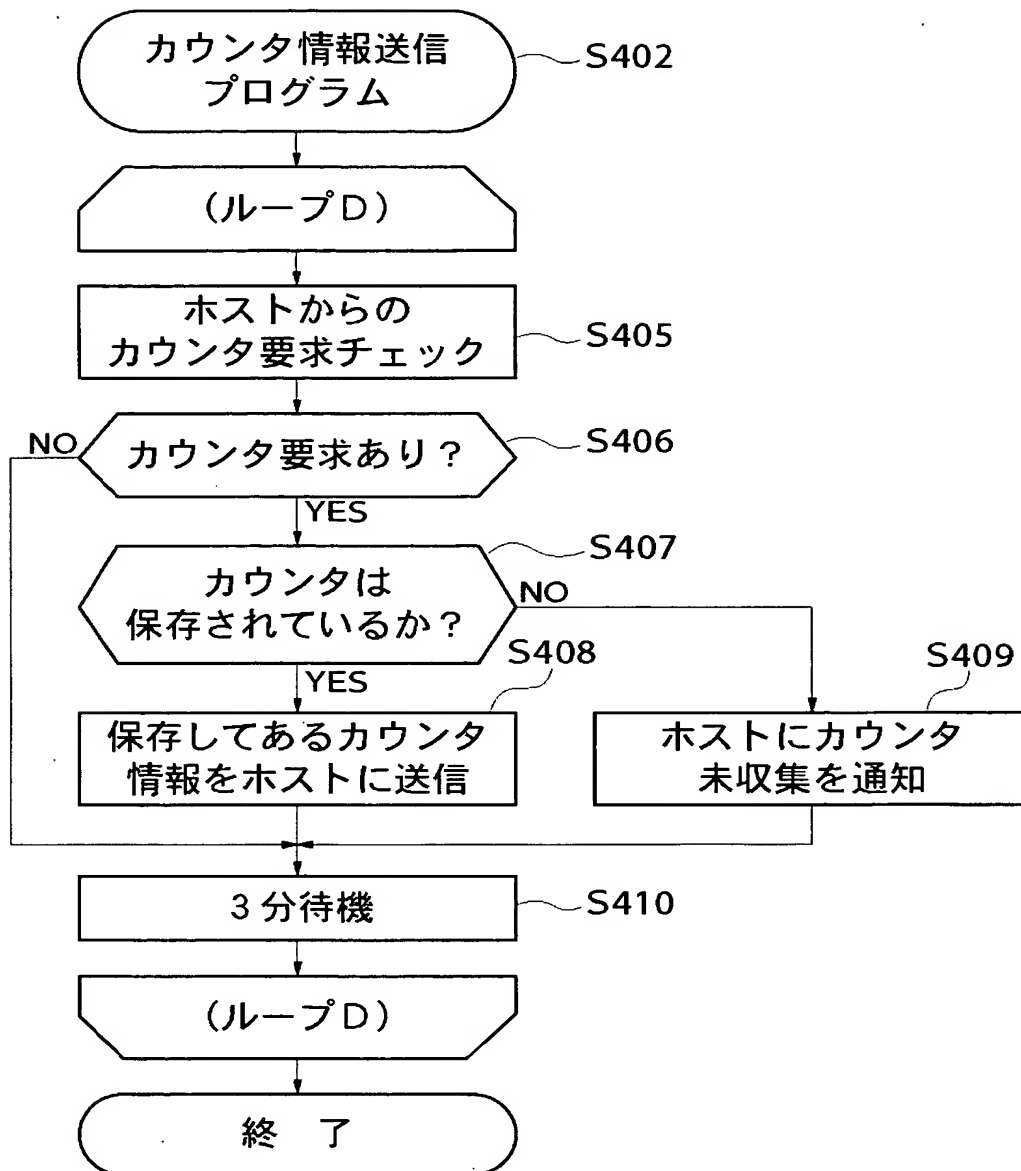 カウンタ情報送信
プログラム
S402
(ループD)
ホストからの
カウンタ要求チェック
S405
NO
カウンタ要求あり?
S406
YES
カウンタは
保存されているか?
S407
NO
YES
S408
保存してあるカウンタ
情報をホストに送信
S409
ホストにカウンタ
未収集を通知
3分待機
S410
(ループD)
終 了